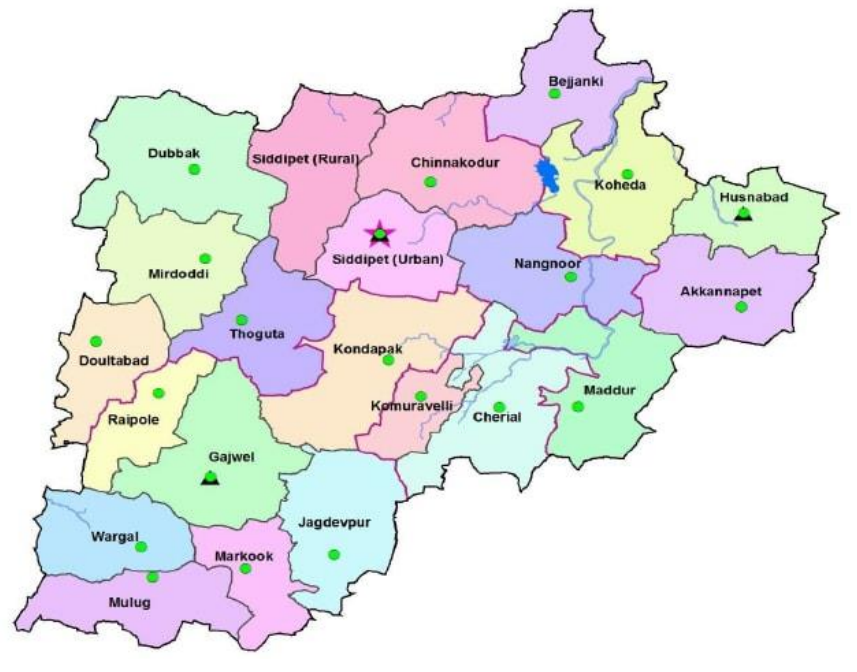 Bejjanki
Dubbak
Siddipet (Rural)
Chinnakodur
Koheda
Husnabad
Siddipet (Urban)
Nangnoor
Mirdoddi
Akkannapet
Thoguta
Kondapak
Doultabad
Maddur
Komuravelli
Cherial
Raipole
Gajwel
Jagdevpur
Wargal
Markook
Mulug